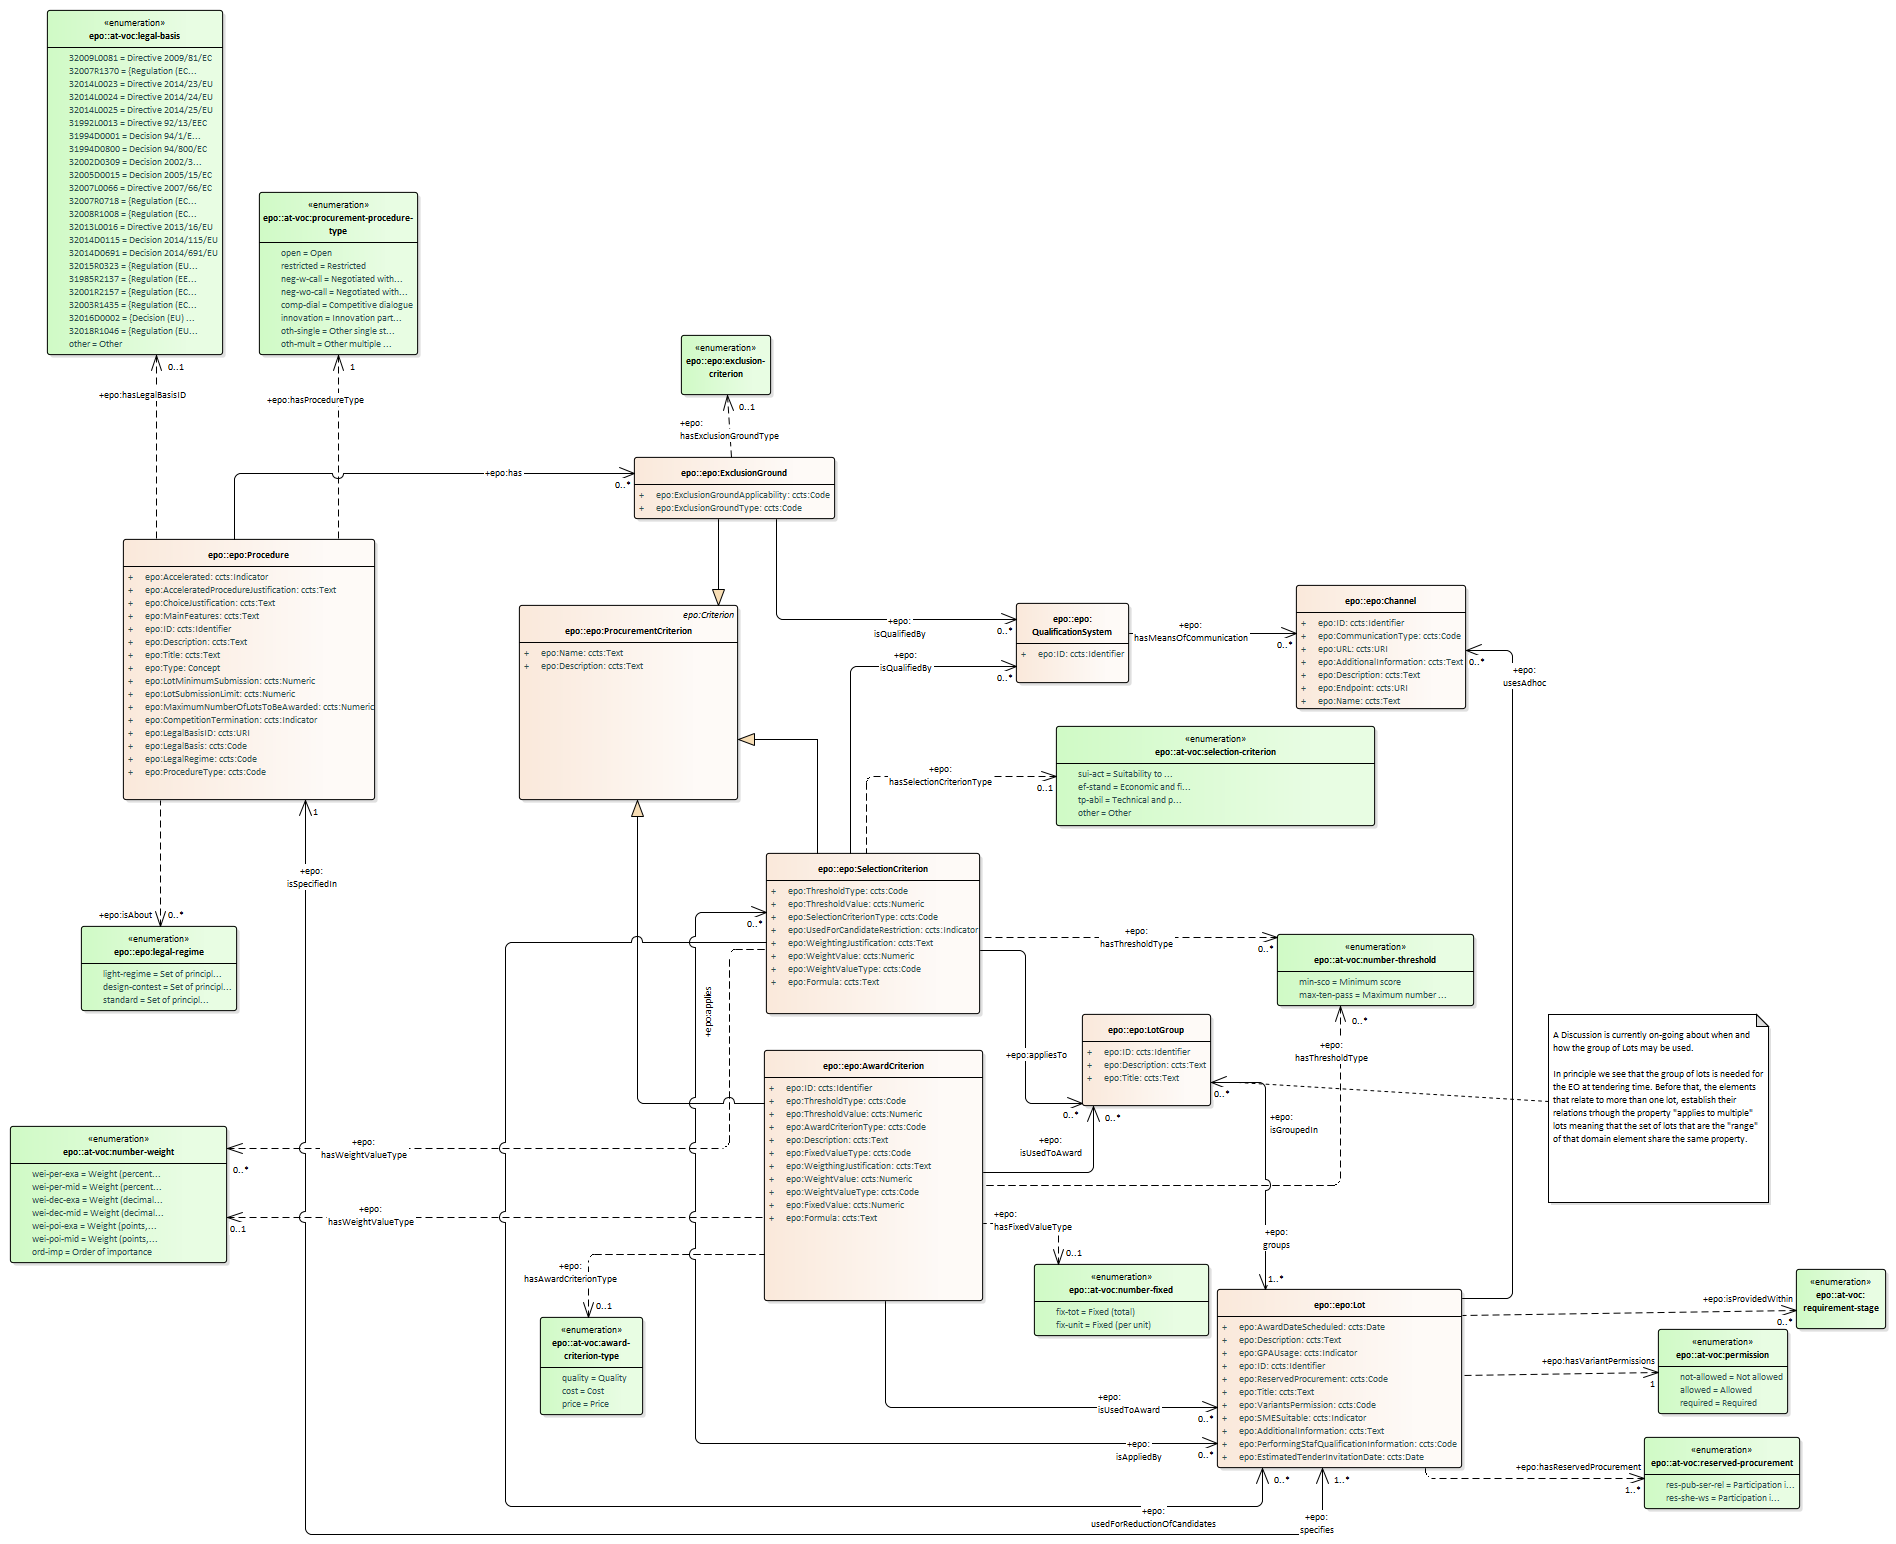 «enumeration»
epo::at-voc:legal-basis
32009L0081 = Directive 2009/81/EC
32007R1370 = {Regulation (EC...
32014L0023 = Directive 2014/23/EU
32014L0024 = Directive 2014/24/EU
32014L0025 = Directive 2014/25/EU
31992L0013 = Directive 92/13/EEC
31994D0001 = Decision 94/1/E...
31994D0800 = Decision 94/800/EC
32002D0309 = Decision 2002/3...
32005D0015 = Decision 2005/15/EC
32007L0066 = Directive 2007/66/EC
32007R0718 = {Regulation (EC...
32008R1008 = {Regulation (EC...
32013L0016 = Directive 2013/16/EU
32014D0115 = Decision 2014/115/EU
32014D0691 = Decision 2014/691/EU
32015R0323 = {Regulation (EU...
31985R2137 = {Regulation (EE...
32001R2157 = {Regulation (EC...
32003R1435 = {Regulation (EC...
32016D0002 = {Decision (EU) ...
32018R1046 = {Regulation (EU...
other = Other
«enumeration»
epo::at-voc:procurement-procedure-
type
open = Open
restricted = Restricted
neg-w-call = Negotiated with...
neg-wo-call = Negotiated with...
comp-dial = Competitive dialogue
innovation = Innovation part...
oth-single = Other single st...
oth-mult = Other multiple ...
0..1
+epo:hasLegalBasisID
1
+epo:hasProcedureType
«enumeration»
epo::epo:exclusion-
criterion
0..1
+epo:
hasExclusionGroundType
+epo:has
0..*
epo::epo:ExclusionGround
+ epo:ExclusionGroundApplicability: ccts:Code
+ epo:ExclusionGroundType: ccts:Code
epo::epo:Procedure
+ epo:Accelerated: ccts:Indicator
+ epo:AcceleratedProcedureJustification: ccts:Text
+ epo:ChoiceJustification: ccts:Text
+ epo:MainFeatures: ccts:Text
+ epo:ID: ccts:Identifier
+ epo:Description: ccts:Text
+ epo:Title: ccts:Text
+ epo:Type: Concept
+ epo:LotMinimumSubmission: ccts:Numeric
+ epo:LotSubmissionLimit: ccts:Numeric
+ epo:MaximumNumberOfLotsToBeAwarded: ccts:Numeric
+ epo:CompetitionTermination: ccts:Indicator
+ epo:LegalBasisID: ccts:URI
+ epo:LegalBasis: ccts:Code
+ epo:LegalRegime: ccts:Code
+ epo:ProcedureType: ccts:Code
epo:Criterion
epo::epo:ProcurementCriterion
+ epo:Name: ccts:Text
+ epo:Description: ccts:Text
+epo:
isQualifiedBy
0..*
+epo:
isQualifiedBy
0..*
epo::epo:
QualificationSystem
+ epo:ID: ccts:Identifier
+epo:
hasMeansOfCommunication
0..*
epo::epo:Channel
+ epo:ID: ccts:Identifier
+ epo:CommunicationType: ccts:Code
+ epo:URL: ccts:URI
+ epo:AdditionalInformation: ccts:Text
+ epo:Description: ccts:Text
+ epo:Endpoint: ccts:URI
+ epo:Name: ccts:Text
0..*
+epo:
usesAdhoc
«enumeration»
epo::at-voc:selection-criterion
sui-act = Suitability to ...
ef-stand = Economic and fi...
tp-abil = Technical and p...
other = Other
+epo:
hasSelectionCriterionType
0..1
1
+epo:
isSpecifiedIn
+epo:isAbout
0..*
«enumeration»
epo::epo:legal-regime
light-regime = Set of principl...
design-contest = Set of principl...
standard = Set of principl...
epo::epo:SelectionCriterion
+ epo:ThresholdType: ccts:Code
+ epo:ThresholdValue: ccts:Numeric
+ epo:SelectionCriterionType: ccts:Code
+ epo:UsedForCandidateRestriction: ccts:Indicator
+ epo:WeightingJustification: ccts:Text
+ epo:WeightValue: ccts:Numeric
+ epo:WeightValueType: ccts:Code
+ epo:Formula: ccts:Text
0..*
+epo:applies
+epo:
hasThresholdType
0..*
«enumeration»
epo::at-voc:number-threshold
min-sco = Minimum score
max-ten-pass = Maximum number ...
0..*
+epo:
hasThresholdType
epo::epo:LotGroup
+ epo:ID: ccts:Identifier
+ epo:Description: ccts:Text
+ epo:Title: ccts:Text
+epo:appliesTo
0..*
0..*
+epo:
isUsedToAward
0..*
+epo:
isGroupedIn
A Discussion is currently on-going about when and
how the group of Lots may be used.
In principle we see that the group of lots is needed for
the EO at tendering time. Before that, the elements
that relate to more than one lot, establish their
relations trhough the property "applies to multiple"
lots meaning that the set of lots that are the "range"
of that domain element share the same property.
epo::epo:AwardCriterion
+ epo:ID: ccts:Identifier
+ epo:ThresholdType: ccts:Code
+ epo:ThresholdValue: ccts:Numeric
+ epo:AwardCriterionType: ccts:Code
+ epo:Description: ccts:Text
+ epo:FixedValueType: ccts:Code
+ epo:WeigthingJustification: ccts:Text
+ epo:WeightValue: ccts:Numeric
+ epo:WeightValueType: ccts:Code
+ epo:FixedValue: ccts:Numeric
+ epo:Formula: ccts:Text
«enumeration»
epo::at-voc:number-weight
wei-per-exa = Weight (percent...
wei-per-mid = Weight (percent...
wei-dec-exa = Weight (decimal...
wei-dec-mid = Weight (decimal...
wei-poi-exa = Weight (points,...
wei-poi-mid = Weight (points,...
ord-imp = Order of importance
+epo:
hasWeightValueType
0..*
+epo:
hasWeightValueType
0..1
+epo:
hasAwardCriterionType
0..1
«enumeration»
epo::at-voc:award-
criterion-type
quality = Quality
cost = Cost
price = Price
+epo:
hasFixedValueType
0..1
«enumeration»
epo::at-voc:number-fixed
fix-tot = Fixed (total)
fix-unit = Fixed (per unit)
+epo:
groups
1..*
epo::epo:Lot
+ epo:AwardDateScheduled: ccts:Date
+ epo:Description: ccts:Text
+ epo:GPAUsage: ccts:Indicator
+ epo:ID: ccts:Identifier
+ epo:ReservedProcurement: ccts:Code
+ epo:Title: ccts:Text
+ epo:VariantsPermission: ccts:Code
+ epo:SMESuitable: ccts:Indicator
+ epo:AdditionalInformation: ccts:Text
+ epo:PerformingStafQualificationInformation: ccts:Code
+ epo:EstimatedTenderInvitationDate: ccts:Date
+epo:isProvidedWithin
0..*
«enumeration»
epo::at-voc:
requirement-stage
+epo:hasVariantPermissions
1
«enumeration»
epo::at-voc:permission
not-allowed = Not allowed
allowed = Allowed
required = Required
+epo:hasReservedProcurement
1..*
«enumeration»
epo::at-voc:reserved-procurement
res-pub-ser-rel = Participation i...
res-she-ws = Participation i...
+epo:
isUsedToAward
0..*
+epo:
isAppliedBy
0..*
0..*
+epo:
usedForReductionOfCandidates
1..*
+epo:
specifies